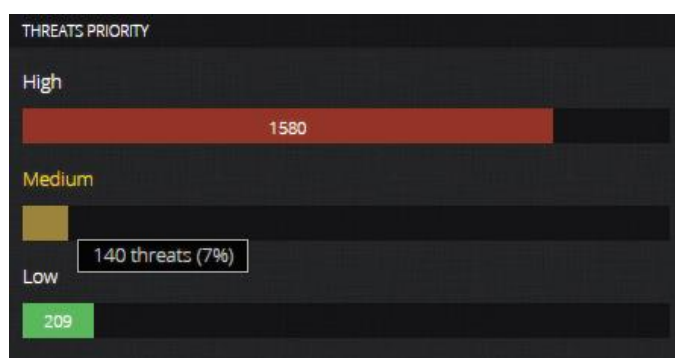 THREATS PRIORITY
High
1580
Medium
140 threats (7%)
Low
209